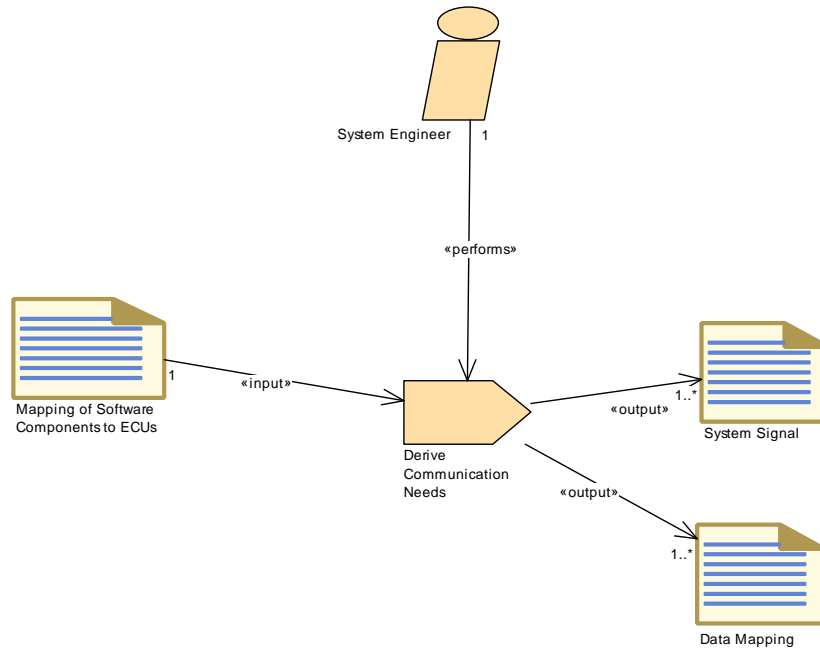 System Engineer
1
«performs»
1
«input»
Mapping of Software
Components to ECUs
Derive
Communication
Needs
«output»
1..*
System Signal
«output»
1..*
Data Mapping